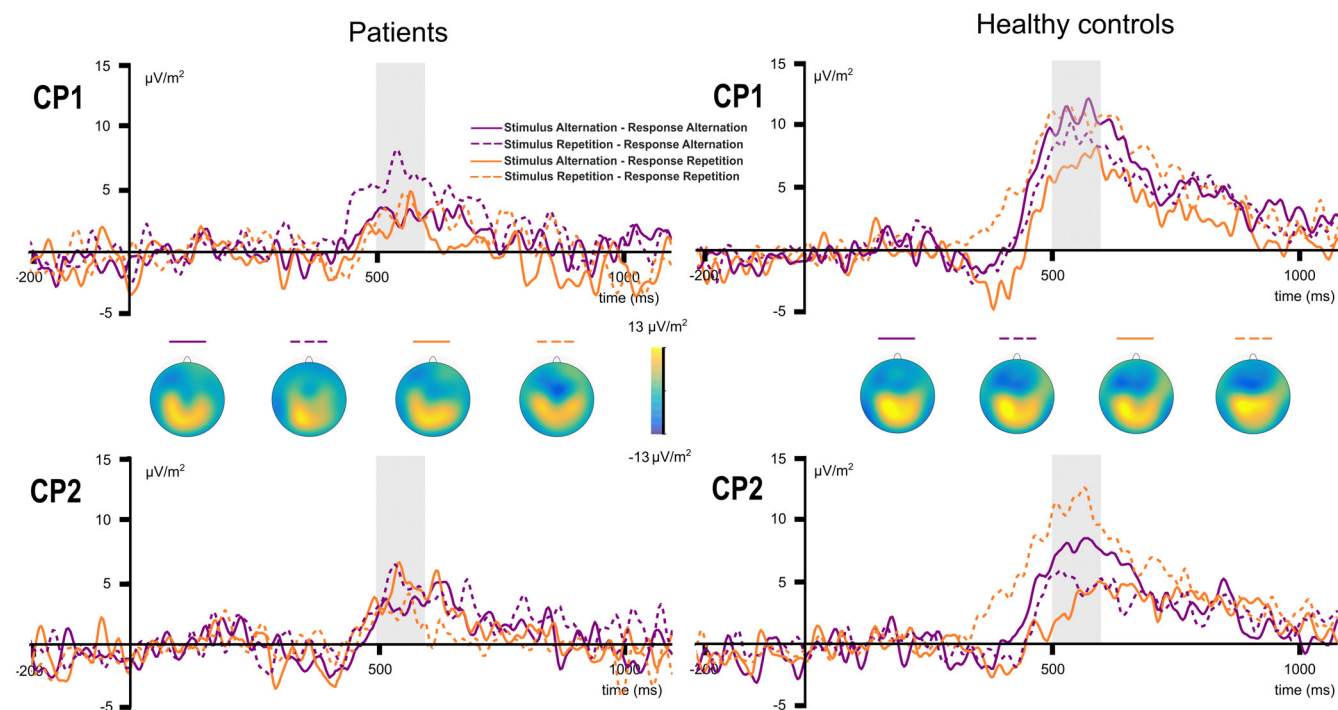 Patients
Healthy controls
15
µV/m²
CP1
10
5
-200
500
1000
time (ms)
-5
Stimulus Alternation - Response Alternation
Stimulus Repetition - Response Alternation
Stimulus Alternation - Response Repetition
Stimulus Repetition - Response Repetition
15
µV/m²
CP1
10
5
-200
500
1000
time (ms)
-5
13 µV/m²
-13 µV/m²
15
µV/m²
CP2
10
5
-200
500
1000
time (ms)
-5
15
µV/m²
CP2
10
5
-200
500
1000
time (ms)
-5